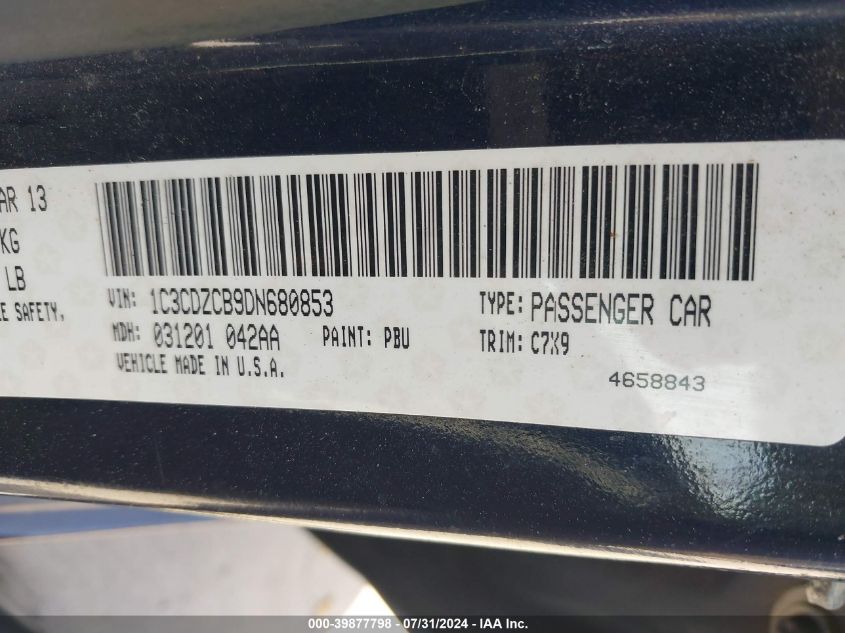 AR 13
KG
LB
E SAFETY,
VIN: 1C3CDZCB9DN680853 TYPE: PASSENGER CAR
MDH: 031201 042AA PAINT: PBU TRIM: C7X9
VEHICLE MADE IN U.S.A.
4658843
000-39877798 - 07/31/2024 - IAA Inc.